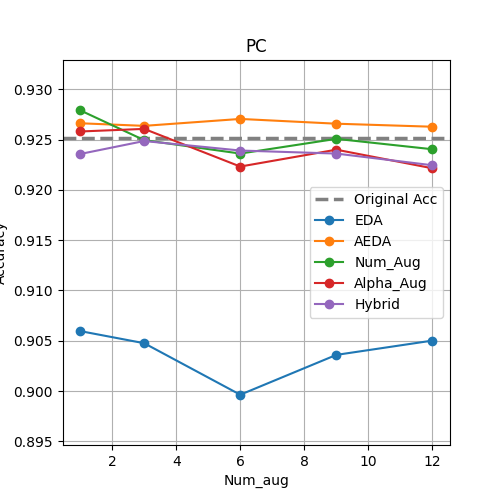 PC
0.930
0.925
0.920
0.915
0.910
0.905
0.900
0.895
Accuracy
Original Acc
EDA
AEDA
Num_Aug
Alpha_Aug
Hybrid
2 4 6 8 10 12
Num_aug